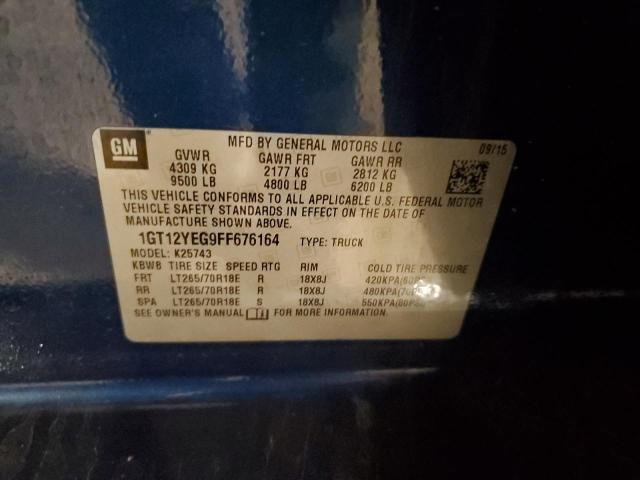 GM
MFD BY GENERAL MOTORS LLC 09/15
GVWR GAWR FRT GAWR RR
4309 KG 2177 KG 2812 KG
9500 LB 4800 LB 6200 LB
THIS VEHICLE CONFORMS TO ALL APPLICABLE U.S. FEDERAL MOTOR
VEHICLE SAFETY STANDARDS IN EFFECT ON THE DATE OF
MANUFACTURE SHOWN ABOVE.
1GT12YEG9FF676164 TYPE: TRUCK
MODEL: K25743
KBW8 TIRE SIZE SPEED RTG RIM COLD TIRE PRESSURE
FRT LT265/70R18E R 18X8J 420KPA(60PSI)
RR LT265/70R18E R 18X8J 480KPA(70PSI)
SPA LT265/70R18E S 18X8J 550KPA(80PSI)
SEE OWNER'S MANUAL FOR MORE INFORMATION.